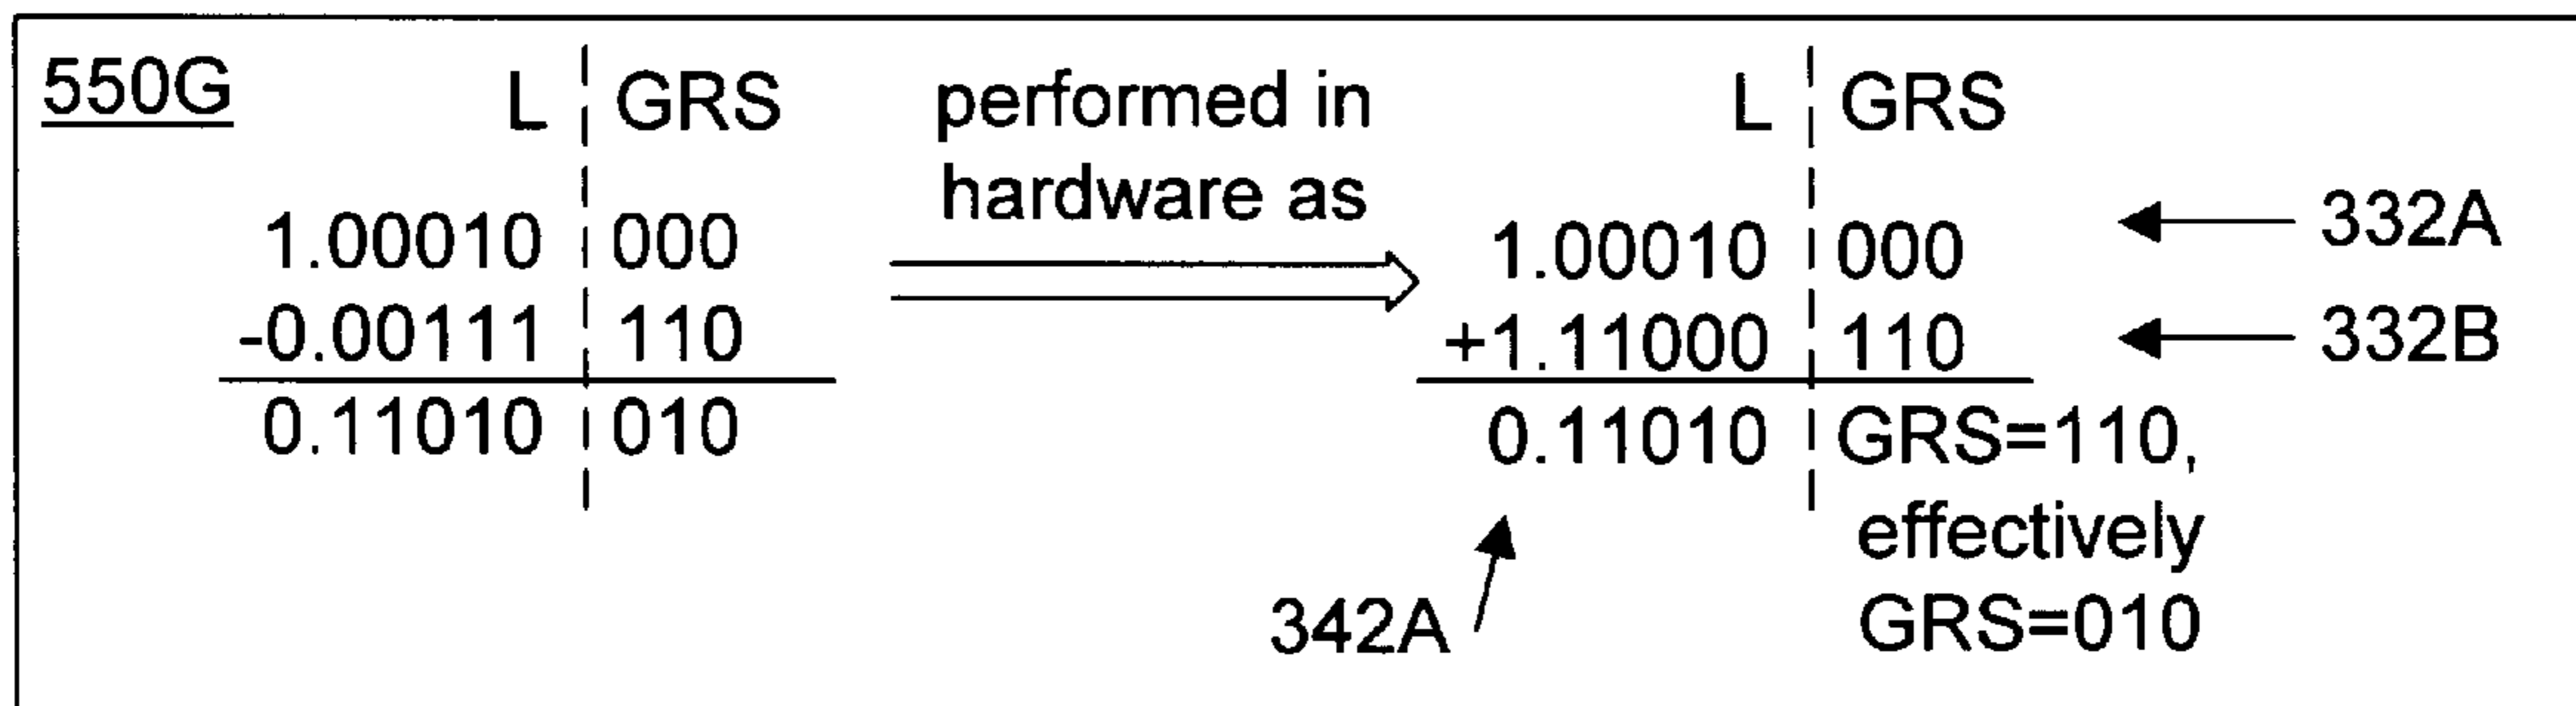 550G
L GRS
1.00010 000
-0.00111 110
0.11010 010
performed in
hardware as
L GRS
1.00010 000
332A
+1.11000 110
332B
0.11010 GRS=110,
effectively
GRS=010
342A